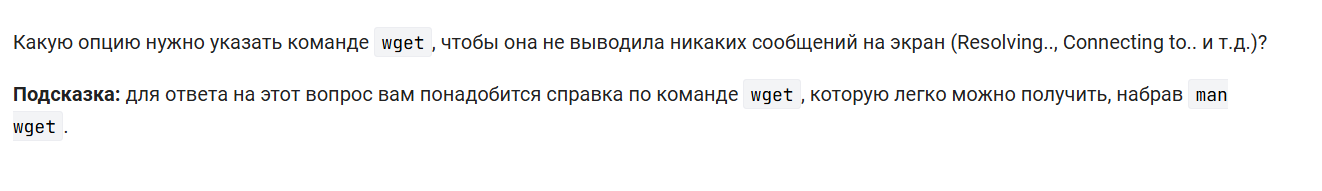 Какую опцию нужно указать команде wget, чтобы она не выводила никаких сообщений на экран (Resolving.., Connecting to.. и т.д.)?
Подсказка: для ответа на этот вопрос вам понадобится справка по команде wget, которую легко можно получить, набрав man
wget.